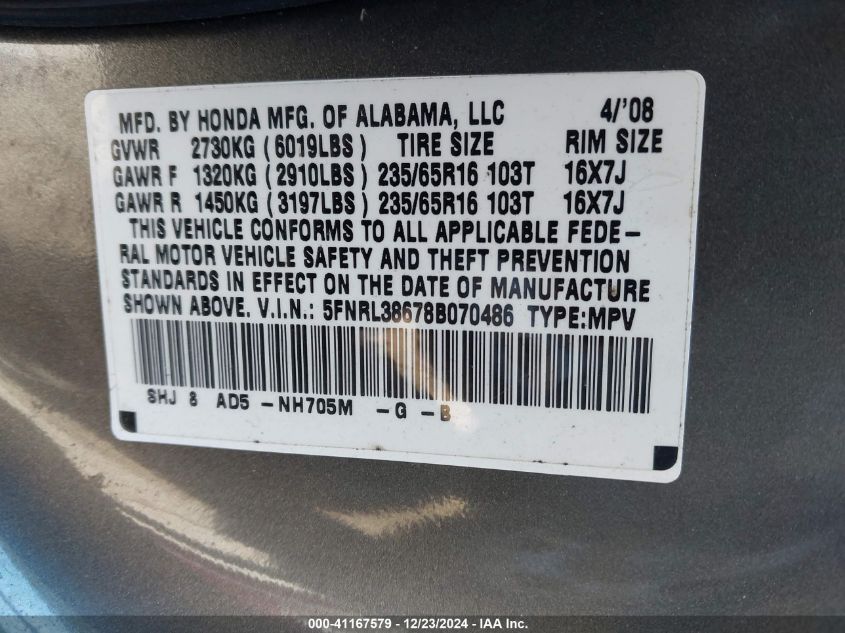 MFD. BY HONDA MFG. OF ALABAMA, LLC 4/'08
GVWR 2730KG (6019LBS) TIRE SIZE RIM SIZE
GAWR F 1320KG (2910LBS) 235/65R16 103T 16X7J
GAWR R 1450KG (3197LBS) 235/65R16 103T 16X7J
THIS VEHICLE CONFORMS TO ALL APPLICABLE FEDE-
RAL MOTOR VEHICLE SAFETY AND THEFT PREVENTION
STANDARDS IN EFFECT ON THE DATE OF MANUFACTURE
SHOWN ABOVE. V.I.N.: 5FNRL38678B070486 TYPE:MPV
SHJ 8 AD5 -NH705M -G -B
000-41167579 - 12/23/2024 - IAA Inc.